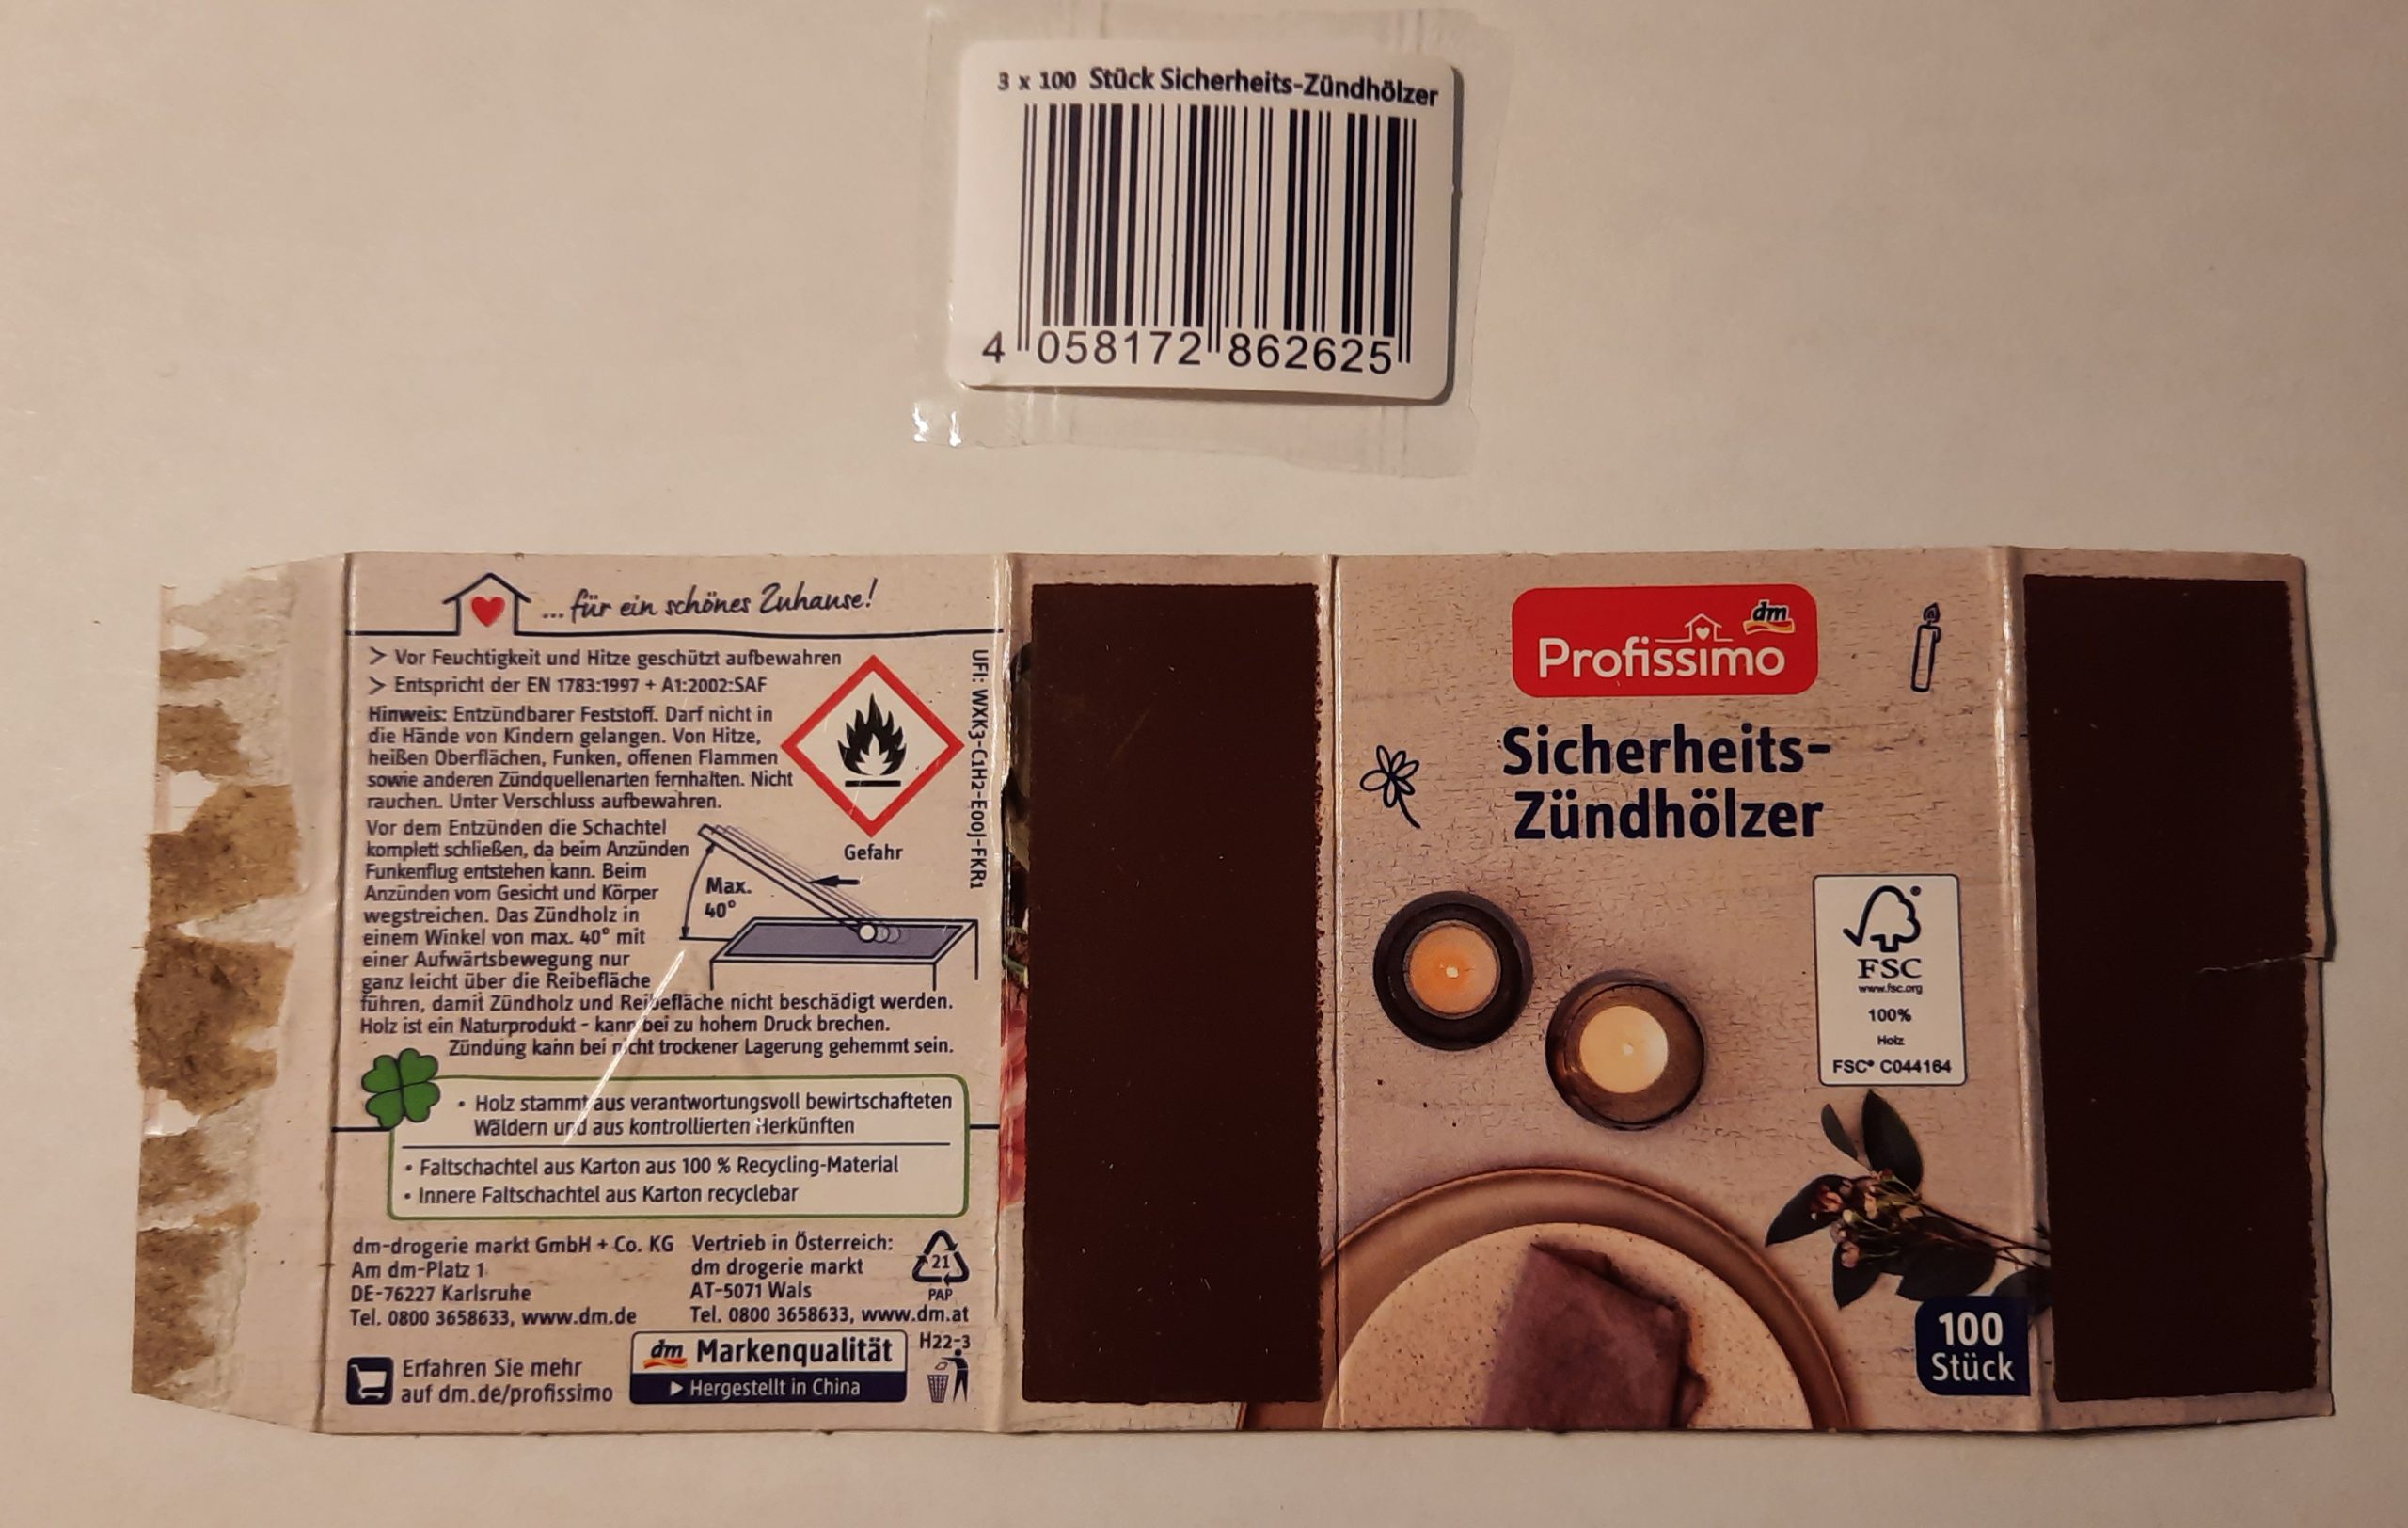 3 x 100 Stück Sicherheits-Zündhölzer
4 058172 862625
... für ein schönes Zuhause!
> Vor Feuchtigkeit und Hitze geschützt aufbewahren
> Entspricht der EN 1783:1997 + A1:2002:SAF
Hinweis: Entzündbarer Feststoff. Darf nicht in
die Hände von Kindern gelangen. Von Hitze,
heißen Oberflächen, Funken, offenen Flammen
sowie anderen Zündquellenarten fernhalten. Nicht
rauchen. Unter Verschluss aufbewahren.
Vor dem Entzünden die Schachtel
komplett schließen, da beim Anzünden
Funkenflug entstehen kann. Beim
Anzünden vom Gesicht und Körper
wegstreichen. Das Zündholz in
einem Winkel von max. 40° mit
einer Aufwärtsbewegung nur
ganz leicht über die Reibefläche
führen, damit Zündholz und Reibefläche nicht beschädigt werden.
Holz ist ein Naturprodukt - kann bei zu hohem Druck brechen.
Zündung kann bei nicht trockener Lagerung gehemmt sein.
Gefahr
Max.
40°
UFI: WXK3-C1H2-E00J-FKR1
• Holz stammt aus verantwortungsvoll bewirtschafteten
Wäldern und aus kontrollierten Herkünften
• Faltschachtel aus Karton aus 100 % Recycling-Material
• Innere Faltschachtel aus Karton recyclebar
dm-drogerie markt GmbH + Co. KG
Am dm-Platz 1
DE-76227 Karlsruhe
Tel. 0800 3658633, www.dm.de
Vertrieb in Österreich:
dm drogerie markt
AT-5071 Wals
Tel. 0800 3658633, www.dm.at
21
PAP
Erfahren Sie mehr
auf dm.de/profissimo
dm Markenqualität
▶ Hergestellt in China
H22-3
dm
Profissimo
Sicherheits-
Zündhölzer
FSC
www.fsc.org
100%
Holz
FSC® C044164
100
Stück